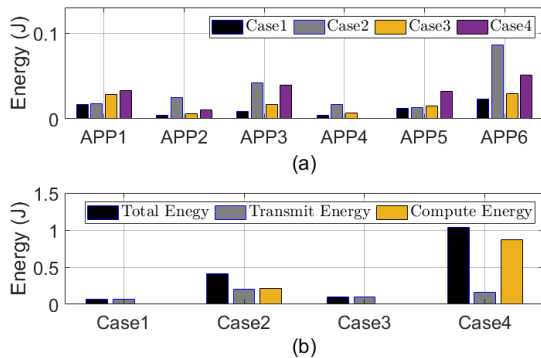 Case1 Case2 Case3 Case4
Energy (J)
0.1
0
APP1 APP2 APP3 APP4 APP5 APP6
(a)
Total Enegy Transmit Energy Compute Energy
Energy (J)
1.5
1
0.5
0
Case1 Case2 Case3 Case4
(b)